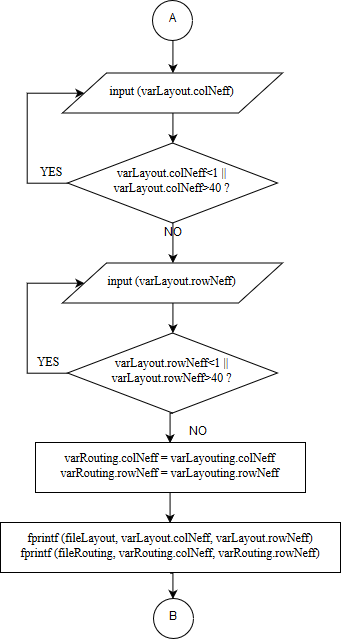 A
input (varLayout.colNeff)
YES
varLayout.colNeff<1 ||
varLayout.colNeff>40 ?
NO
input (varLayout.rowNeff)
YES
varLayout.rowNeff<1 ||
varLayout.rowNeff>40 ?
NO
varRouting.colNeff = varLayouting.colNeff
varRouting.rowNeff = varLayouting.rowNeff
fprintf (fileLayout, varLayout.colNeff, varLayout.rowNeff)
fprintf (fileRouting, varRouting.colNeff, varRouting.rowNeff)
B